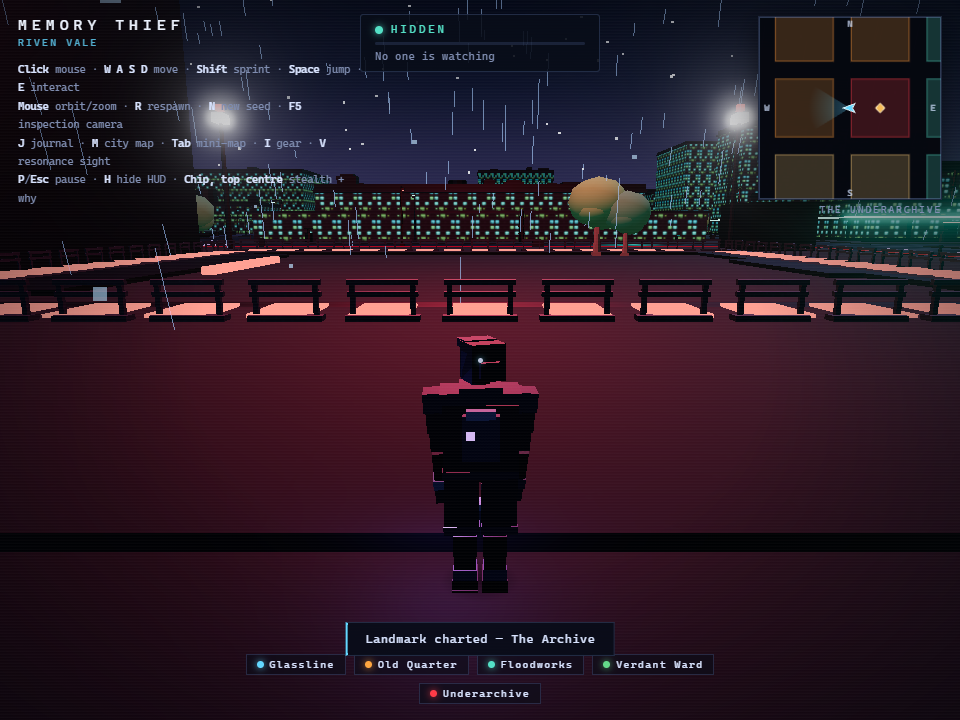 MEMORY THIEF
RIVEN VALE
Click mouse · W A S D move · Shift sprint · Space jump ·
E interact
Mouse orbit/zoom · R respawn · N new seed · F5
inspection camera
J journal · M city map · Tab mini-map · I gear · V
resonance sight
P/Esc pause · H hide HUD · Chip, top centre stealth +
why
HIDDEN
No one is watching
N
W
E
S
THE UNDERARCHIVE
Landmark charted — The Archive
Glassline
Old Quarter
Floodworks
Verdant Ward
Underarchive